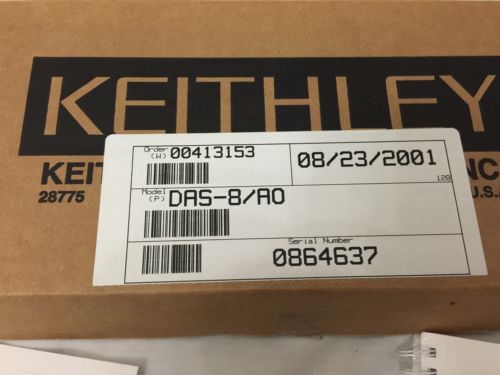 KEITHLEY
KEIT
NC
28775
U.S.A
Order
(W) 00413153
08/23/2001
128
Model
(P) DAS-8/AO
Serial Number
0864637